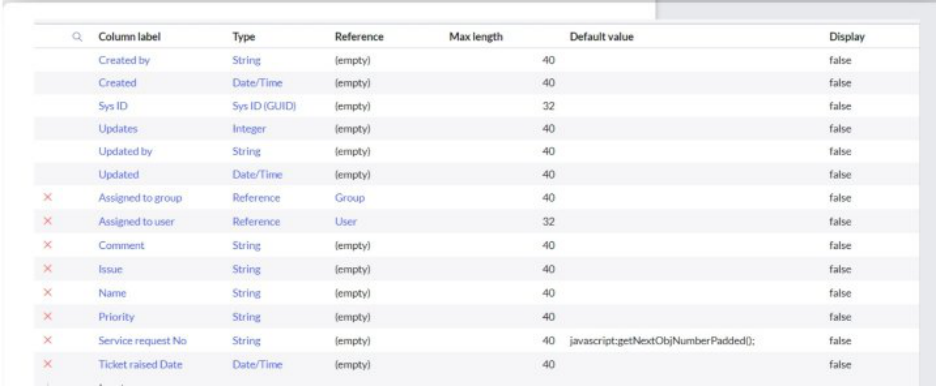 Column label Type Reference Max length Default value Display
Created by String (empty) 40 false
Created Date/Time (empty) 40 false
Sys ID Sys ID (GUID) (empty) 32 false
Updates Integer (empty) 40 false
Updated by String (empty) 40 false
Updated Date/Time (empty) 40 false
Assigned to group Reference Group 40 false
Assigned to user Reference User 32 false
Comment String (empty) 40 false
Issue String (empty) 40 false
Name String (empty) 40 false
Priority String (empty) 40 false
Service request No String (empty) 40 javascript:getNextObjNumberPadded(); false
Ticket raised Date Date/Time (empty) 40 false